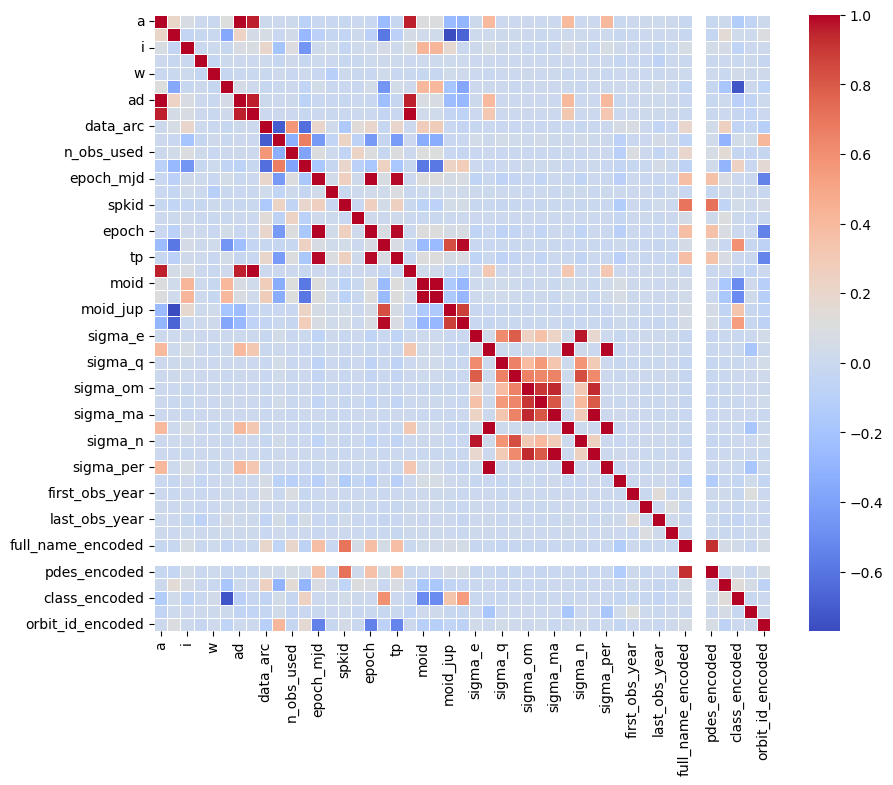 a
i
w
ad
data_arc
n_obs_used
epoch_mjd
spkid
epoch
tp
moid
moid_jup
sigma_e
sigma_q
sigma_om
sigma_ma
sigma_n
sigma_per
first_obs_year
last_obs_year
full_name_encoded
pdes_encoded
class_encoded
orbit_id_encoded
a
i
w
ad
data_arc
n_obs_used
epoch_mjd
spkid
epoch
tp
moid
moid_jup
sigma_e
sigma_q
sigma_om
sigma_ma
sigma_n
sigma_per
first_obs_year
last_obs_year
full_name_encoded
pdes_encoded
class_encoded
orbit_id_encoded
1.0
0.8
0.6
0.4
0.2
0.0
−0.2
−0.4
−0.6